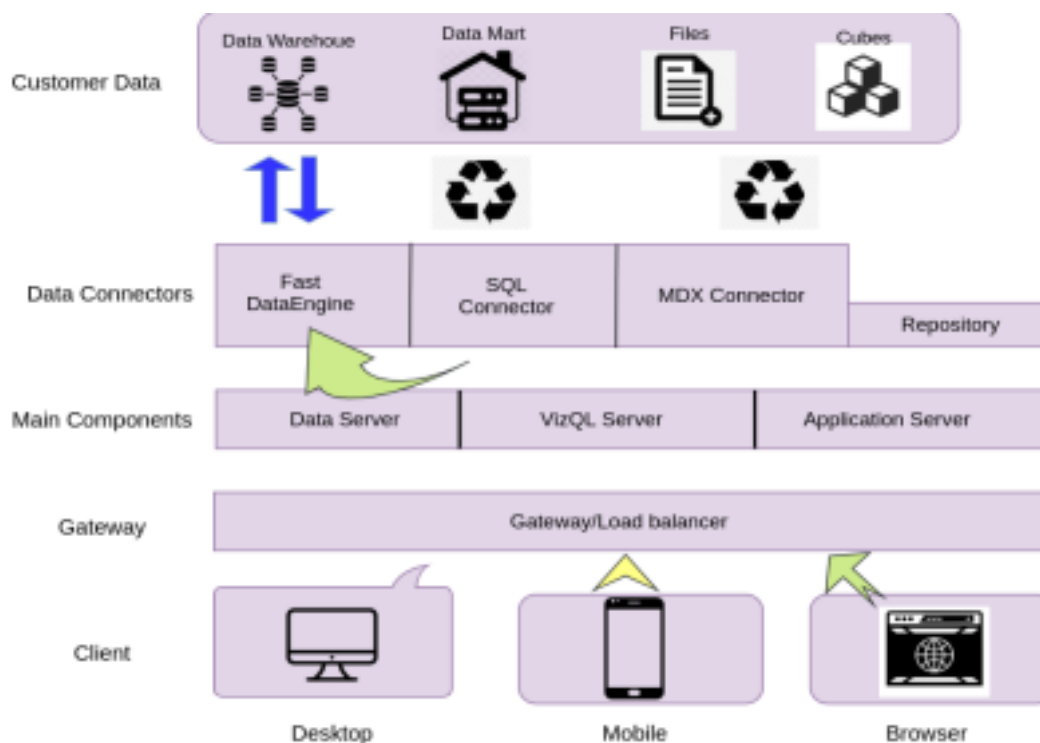 Customer Data
Data Warehoue
Data Mart
Files
Cubes
Data Connectors
Fast
DataEngine
SQL
Connector
MDX Connector
Repository
Main Components
Data Server
VizQL Server
Application Server
Gateway
Gateway/Load balancer
Client
Desktop
Mobile
Browser